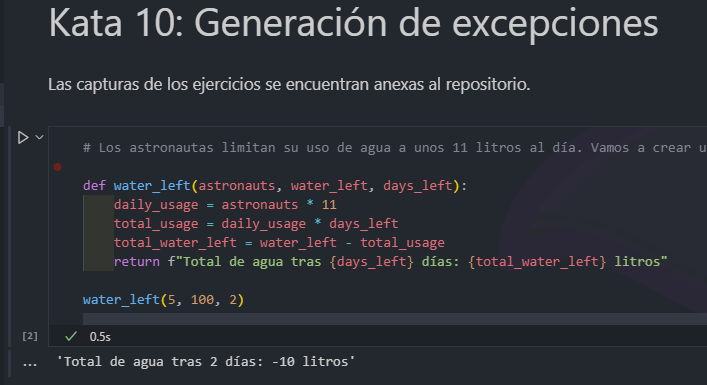 Kata 10: Generación de excepciones
Las capturas de los ejercicios se encuentran anexas al repositorio.
# Los astronautas limitan su uso de agua a unos 11 litros al día. Vamos a crear u
def water_left(astronauts, water_left, days_left):
    daily_usage = astronauts * 11
    total_usage = daily_usage * days_left
    total_water_left = water_left - total_usage
    return f"Total de agua tras {days_left} días: {total_water_left} litros"
water_left(5, 100, 2)
[2] 0.5s
... 'Total de agua tras 2 días: -10 litros'